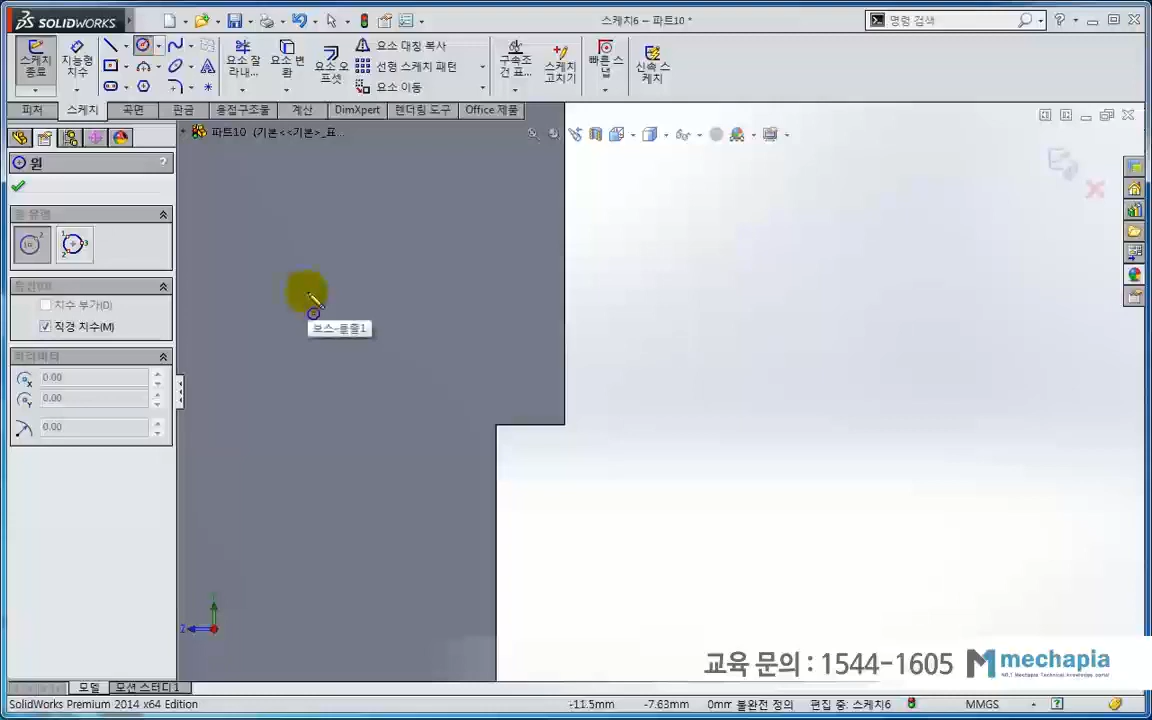 SOLIDWORKS
스케치6 - 파트10 *
명령 검색
스케치 종료
지능형 치수
요소 잘라내...
요소 변환
요소 오프셋
요소 대칭 복사
선형 스케치 패턴
요소 이동
구속조건 표...
스케치 고치기
빠른 스냅
신속 스케치
피처
스케치
곡면
판금
용접구조물
계산
DimXpert
렌더링 도구
Office 제품
파트10 (기본<<기본>_표...
원
?
원 유형
치수 부가(D)
직경 치수(M)
파라미터
0.00
0.00
0.00
보스-돌출1
Z
교육 문의 : 1544-1605
mechapia
모델
모션 스터디 1
SolidWorks Premium 2014 x64 Edition
-11.5mm
-7.63mm
0mm 불완전 정의
편집 중: 스케치6
MMGS